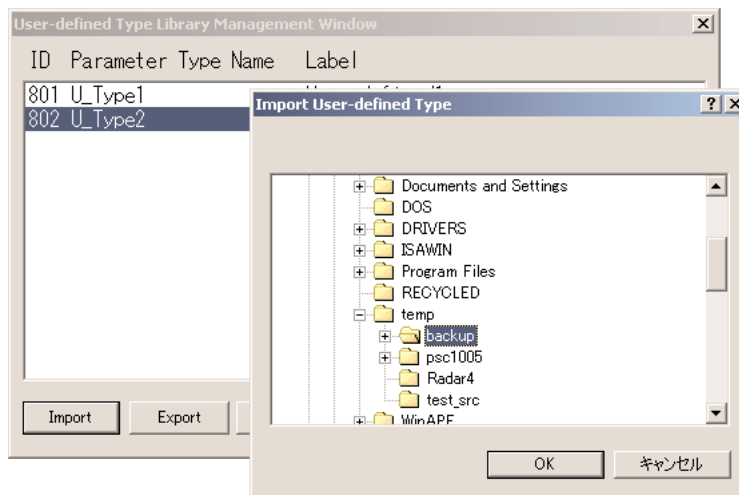 User-defined Type Library Management Window
ID Parameter Type Name Label
801 U_Type1
802 U_Type2
Import Export
Import User-defined Type
Documents and Settings
DOS
DRIVERS
ISAWIN
Program Files
RECYCLED
temp
backup
psc1005
Radar4
test_src
OK キャンセル